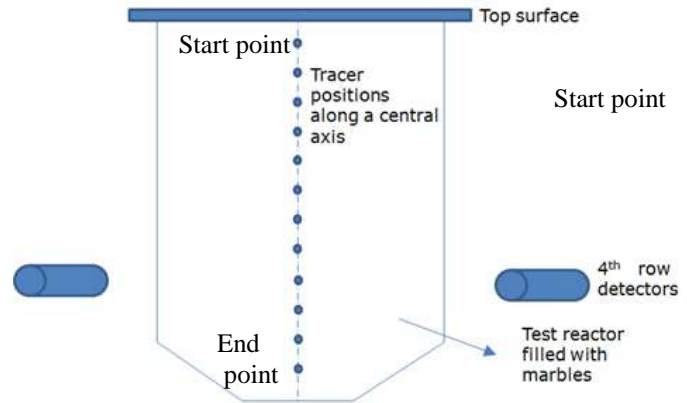 Top surface
Start point
Tracer
positions
along a central
axis
Start point
4th row
detectors
Test reactor
filled with
marbles
End
point